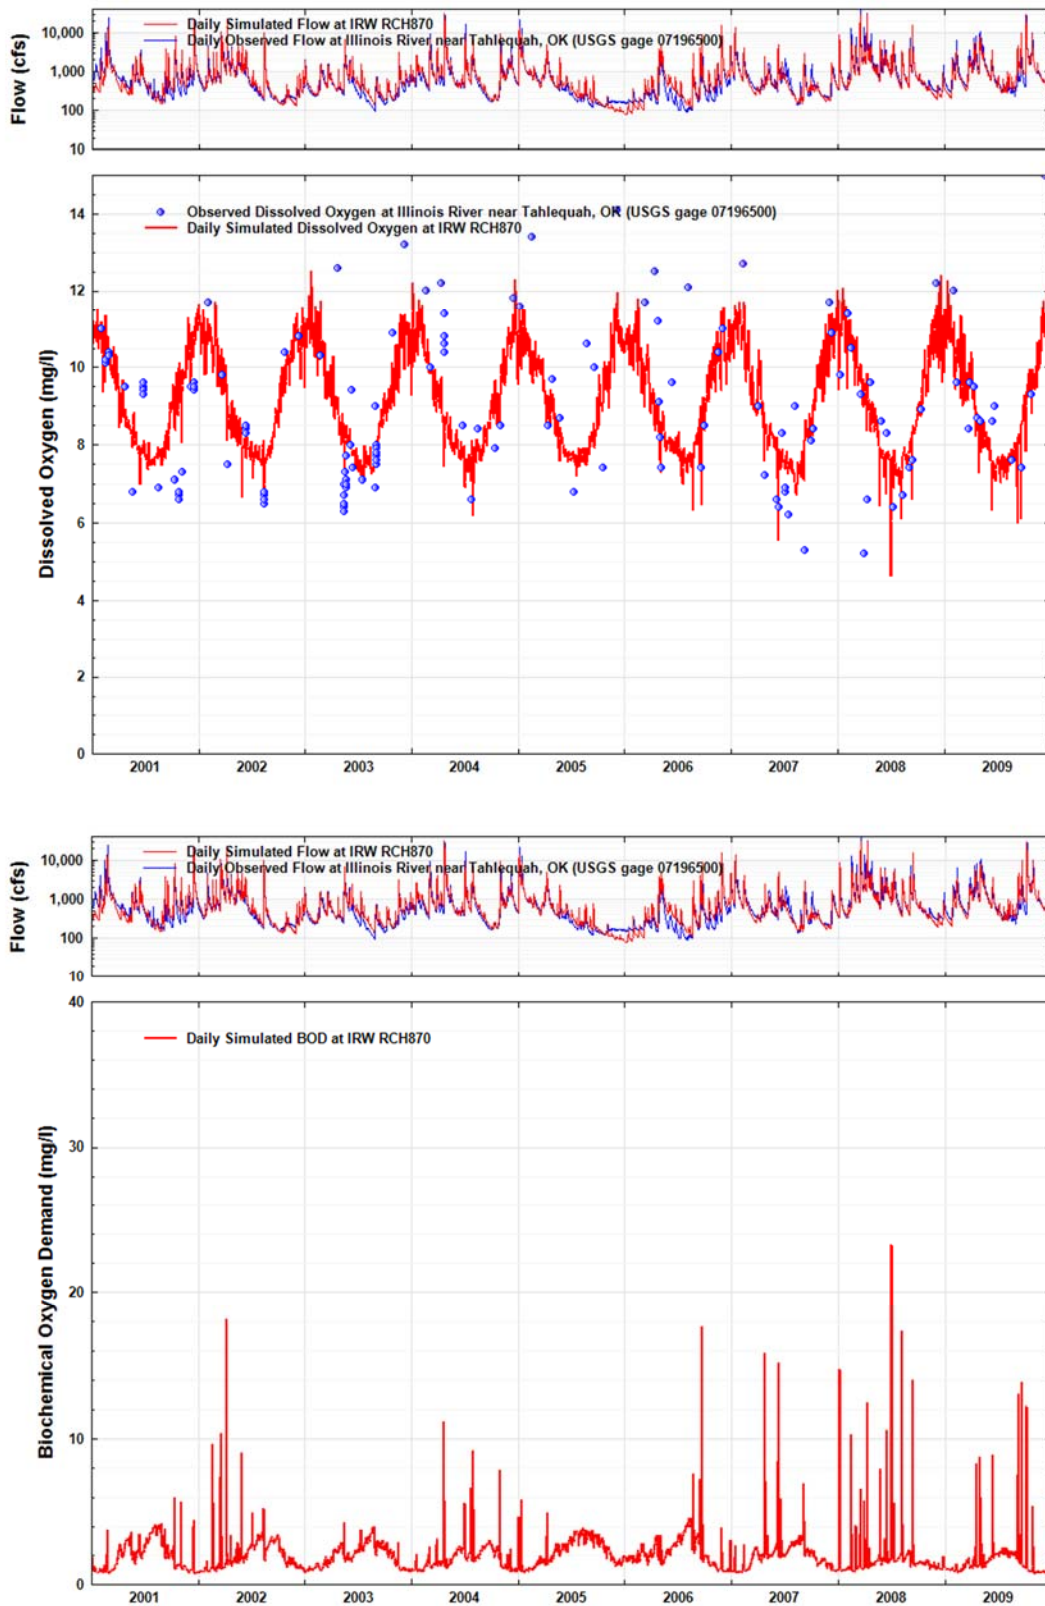 Daily Simulated Flow at IRW RCH870
Daily Observed Flow at Illinois River near Tahlequah, OK (USGS gage 07196500)
Flow (cfs)
10,000
1,000
100
10
Observed Dissolved Oxygen at Illinois River near Tahlequah, OK (USGS gage 07196500)
Daily Simulated Dissolved Oxygen at IRW RCH870
Dissolved Oxygen (mg/l)
14
12
10
8
6
4
2
0
2001 2002 2003 2004 2005 2006 2007 2008 2009
Daily Simulated Flow at IRW RCH870
Daily Observed Flow at Illinois River near Tahlequah, OK (USGS gage 07196500)
Flow (cfs)
10,000
1,000
100
10
Daily Simulated BOD at IRW RCH870
Biochemical Oxygen Demand (mg/l)
40
30
20
10
0
2001 2002 2003 2004 2005 2006 2007 2008 2009